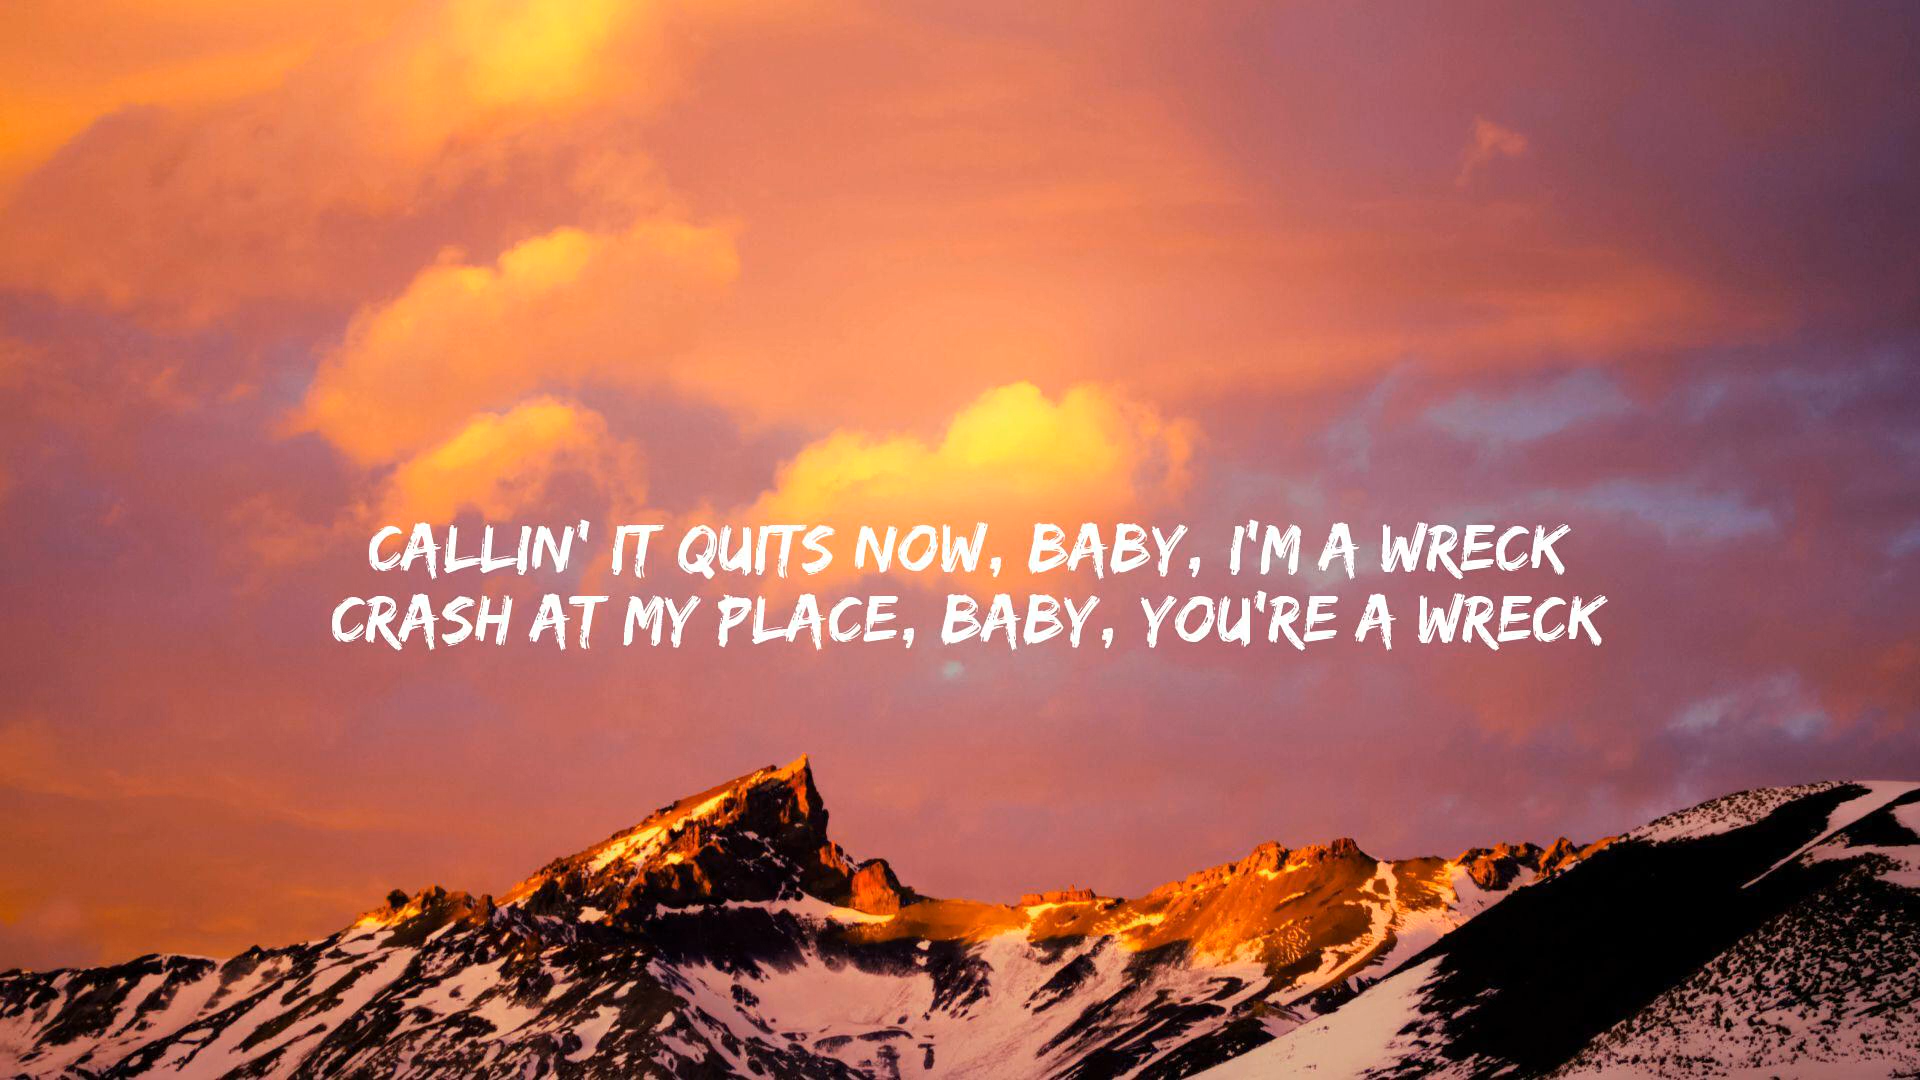 CALLIN' IT QUITS NOW, BABY, I'M A WRECK
CRASH AT MY PLACE, BABY, YOU'RE A WRECK